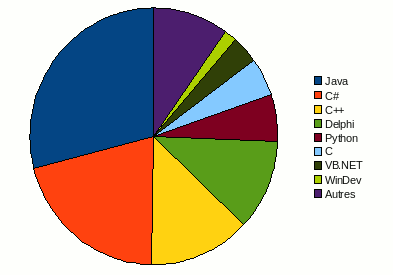 Java
C#
C++
Delphi
Python
C
VB.NET
WinDev
Autres